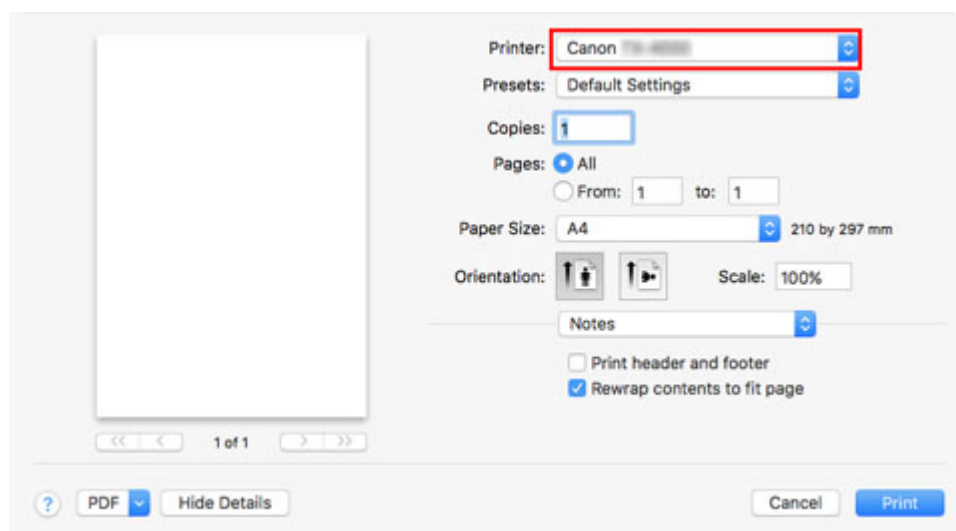 Printer: Canon
Presets: Default Settings
Copies: 1
Pages: All
From: 1 to: 1
Paper Size: A4 210 by 297 mm
Orientation: Scale: 100%
Notes
Print header and footer
Rewrap contents to fit page
<< < 1 of 1 > >>
? PDF Hide Details Cancel Print